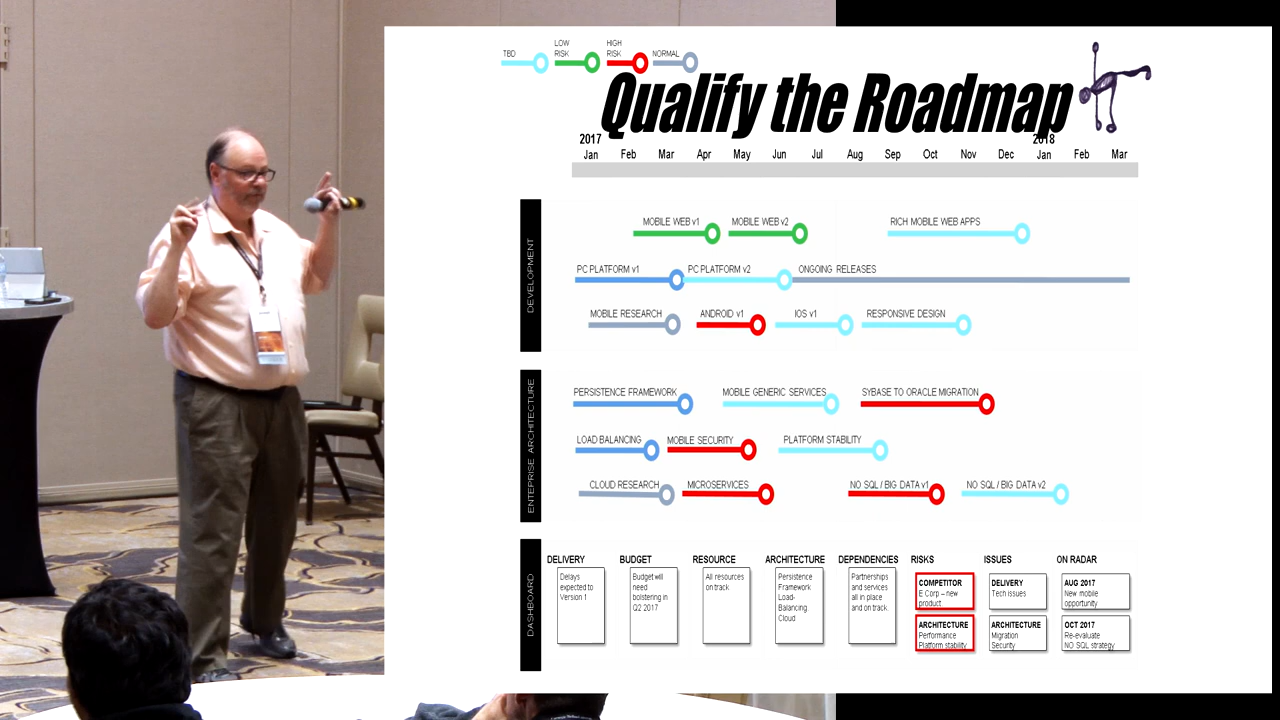 TBD
LOW RISK
HIGH RISK
NORMAL
Qualify the Roadmap
2017 2018
Jan Feb Mar Apr May Jun Jul Aug Sep Oct Nov Dec Jan Feb Mar
DEVELOPMENT
MOBILE WEB v1 MOBILE WEB v2 RICH MOBILE WEB APPS
PC PLATFORM v1 PC PLATFORM v2 ONGOING RELEASES
MOBILE RESEARCH ANDROID v1 IOS v1 RESPONSIVE DESIGN
ENTEPRISE ARCHITECTURE
PERSISTENCE FRAMEWORK MOBILE GENERIC SERVICES SYBASE TO ORACLE MIGRATION
LOAD BALANCING MOBILE SECURITY PLATFORM STABILITY
CLOUD RESEARCH MICROSERVICES NO SQL / BIG DATA v1 NO SQL / BIG DATA v2
DASHBOARD
DELIVERY
Delays
expected to
Version 1
BUDGET
Budget will
need
bolstering in
Q2 2017
RESOURCE
All resources
on track
ARCHITECTURE
Persistence
Framework
Load-
Balancing
Cloud
DEPENDENCIES
Partnerships
and services
all in place
and on track.
RISKS
COMPETITOR
E Corp – new
product.
ARCHITECTURE
Performance
Platform stability
ISSUES
DELIVERY
Tech issues
ARCHITECTURE
Migration
Security
ON RADAR
AUG 2017
New mobile
opportunity
OCT 2017
Re-evaluate
NO SQL strategy